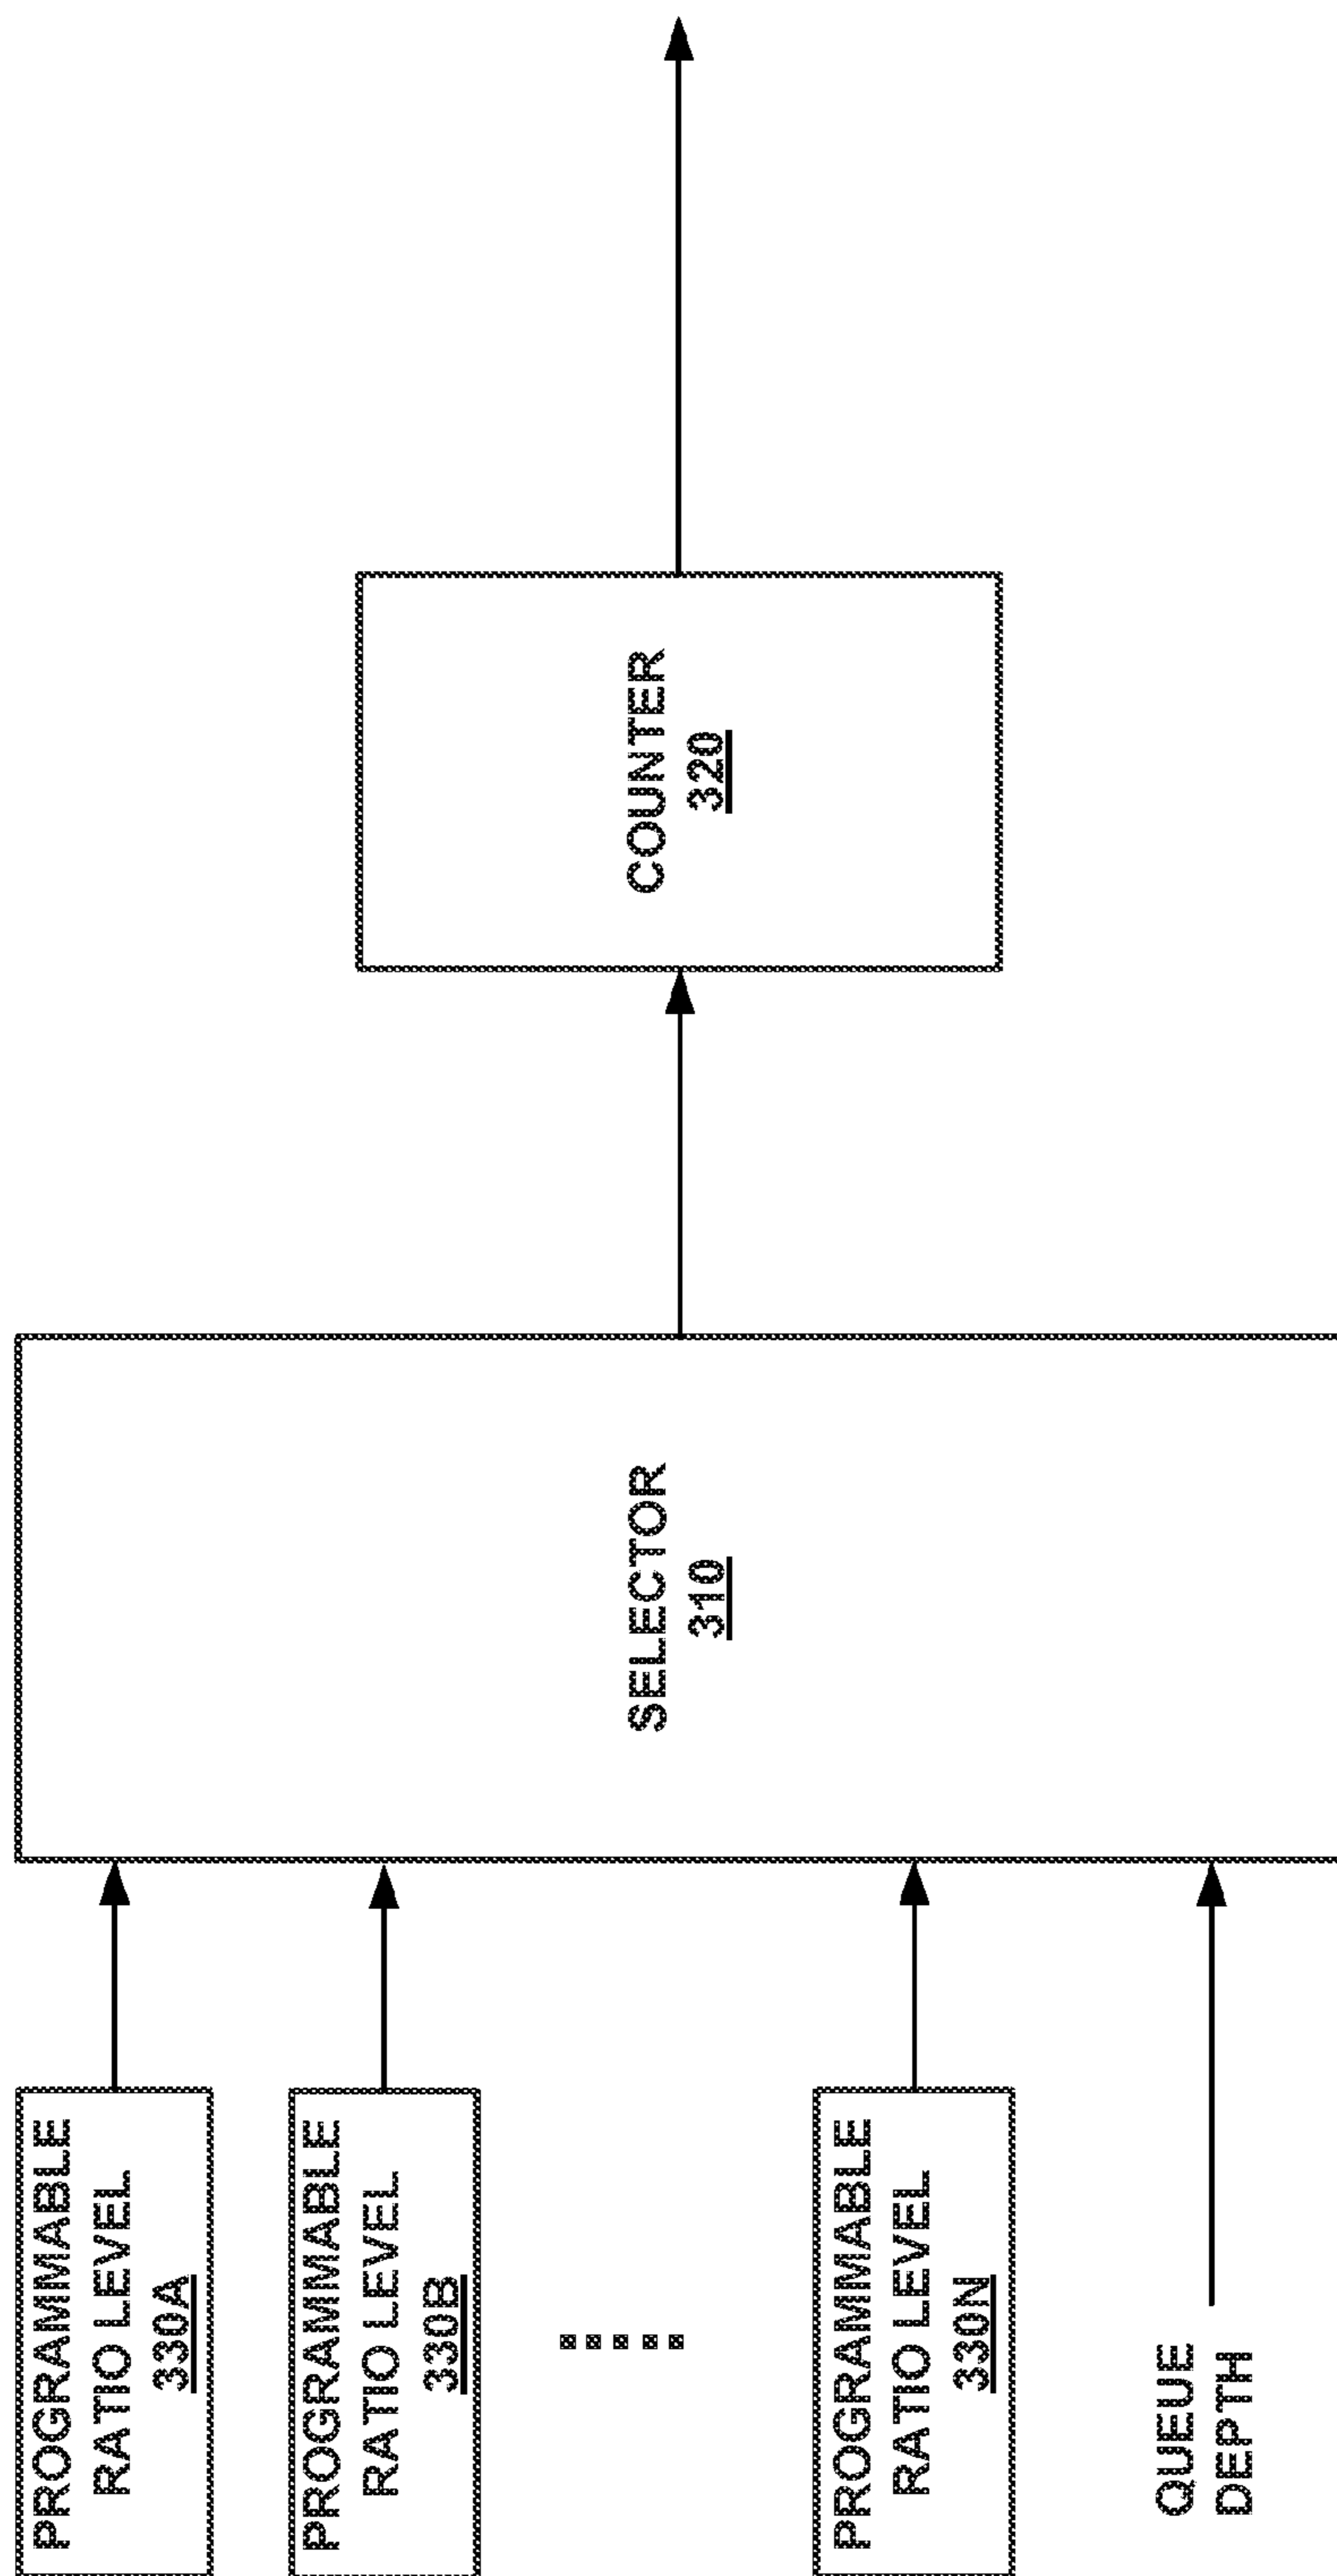 PROGRAMMABLE
RATIO LEVEL
330A
PROGRAMMABLE
RATIO LEVEL
330B
PROGRAMMABLE
RATIO LEVEL
330N
QUEUE
DEPTH
SELECTOR
310
COUNTER
320